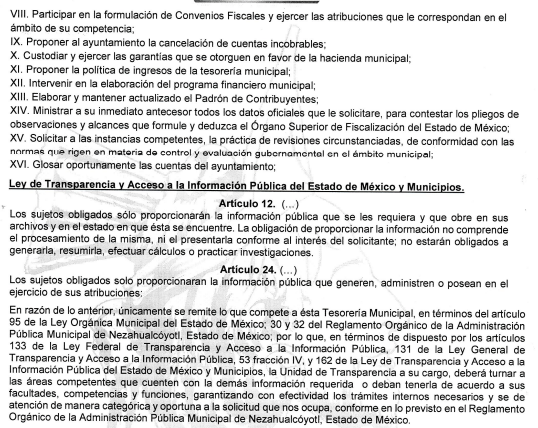 VIII. Participar en la formulación de Convenios Fiscales y ejercer las atribuciones que le correspondan en el
ámbito de su competencia;
IX. Proponer al ayuntamiento la cancelación de cuentas incobrables;
X. Custodiar y ejercer las garantías que se otorguen en favor de la hacienda municipal;
XI. Proponer la política de ingresos de la tesorería municipal;
XII. Intervenir en la elaboración del programa financiero municipal;
XIII. Elaborar y mantener actualizado el Padrón de Contribuyentes;
XIV. Ministrar a su inmediato antecesor todos los datos oficiales que le solicitare, para contestar los pliegos de
observaciones y alcances que formule y deduzca el Órgano Superior de Fiscalización del Estado de México;
XV. Solicitar a las instancias competentes, la práctica de revisiones circunstanciadas, de conformidad con las
normas que rigen en materia de control y evaluación gubernamental en el ámbito municipal;
XVI. Glosar oportunamente las cuentas del ayuntamiento;
Ley de Transparencia y Acceso a la Información Pública del Estado de México y Municipios.
Artículo 12. (...)
Los sujetos obligados sólo proporcionarán la información pública que se les requiera y que obre en sus
archivos y en el estado en que ésta se encuentre. La obligación de proporcionar la información no comprende
el procesamiento de la misma, ni el presentarla conforme al interés del solicitante; no estarán obligados a
generarla, resumirla, efectuar cálculos o practicar investigaciones.
Artículo 24. (...)
Los sujetos obligados solo proporcionaran la información pública que generen, administren o posean en el
ejercicio de sus atribuciones:
En razón de lo anterior, únicamente se remite lo que compete a ésta Tesorería Municipal, en términos del artículo
95 de la Ley Orgánica Municipal del Estado de México; 30 y 32 del Reglamento Orgánico de la Administración
Pública Municipal de Nezahualcóyotl, Estado de México; por lo que, en términos de dispuesto por los artículos
133 de la Ley Federal de Transparencia y Acceso a la Información Pública, 131 de la Ley General de
Transparencia y Acceso a la Información Pública, 53 fracción IV, y 162 de la Ley de Transparencia y Acceso a la
Información Pública del Estado de México y Municipios, la Unidad de Transparencia a su cargo, deberá turnar a
las áreas competentes que cuenten con la demás información requerida o deban tenerla de acuerdo a sus
facultades, competencias y funciones, garantizando con efectividad los trámites internos necesarios y se de
atención de manera categórica y oportuna a la solicitud que nos ocupa, conforme en lo previsto en el Reglamento
Orgánico de la Administración Pública Municipal de Nezahualcóyotl, Estado de México.